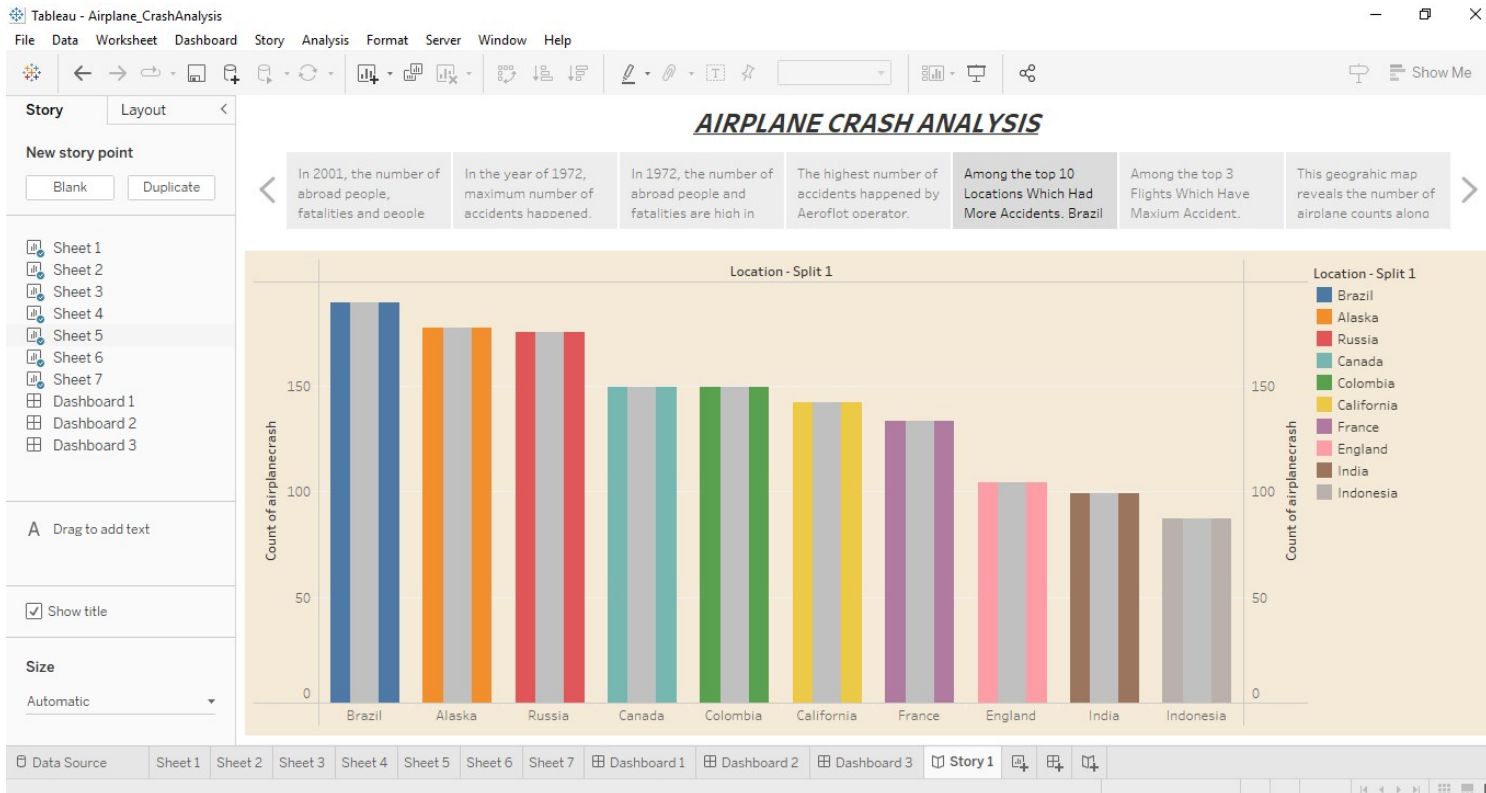 Tableau - Airplane_CrashAnalysis
File Data Worksheet Dashboard Story Analysis Format Server Window Help
Show Me
Story Layout
New story point
Blank Duplicate
Sheet 1
Sheet 2
Sheet 3
Sheet 4
Sheet 5
Sheet 6
Sheet 7
Dashboard 1
Dashboard 2
Dashboard 3
A Drag to add text
Show title
Size
Automatic
AIRPLANE CRASH ANALYSIS
In 2001, the number of
abroad people,
fatalities and people
In the year of 1972,
maximum number of
accidents happened.
In 1972, the number of
abroad people and
fatalities are high in
The highest number of
accidents happened by
Aeroflot operator.
Among the top 10
Locations Which Had
More Accidents. Brazil
Among the top 3
Flights Which Have
Maxium Accident.
This geograhic map
reveals the number of
airplane counts along
Location - Split 1
Count of airplanecrash
150
100
50
0
Brazil Alaska Russia Canada Colombia California France England India Indonesia
150
100
50
0
Count of airplanecrash
Location - Split 1
Brazil
Alaska
Russia
Canada
Colombia
California
France
England
India
Indonesia
Data Source Sheet 1 Sheet 2 Sheet 3 Sheet 4 Sheet 5 Sheet 6 Sheet 7 Dashboard 1 Dashboard 2 Dashboard 3 Story 1